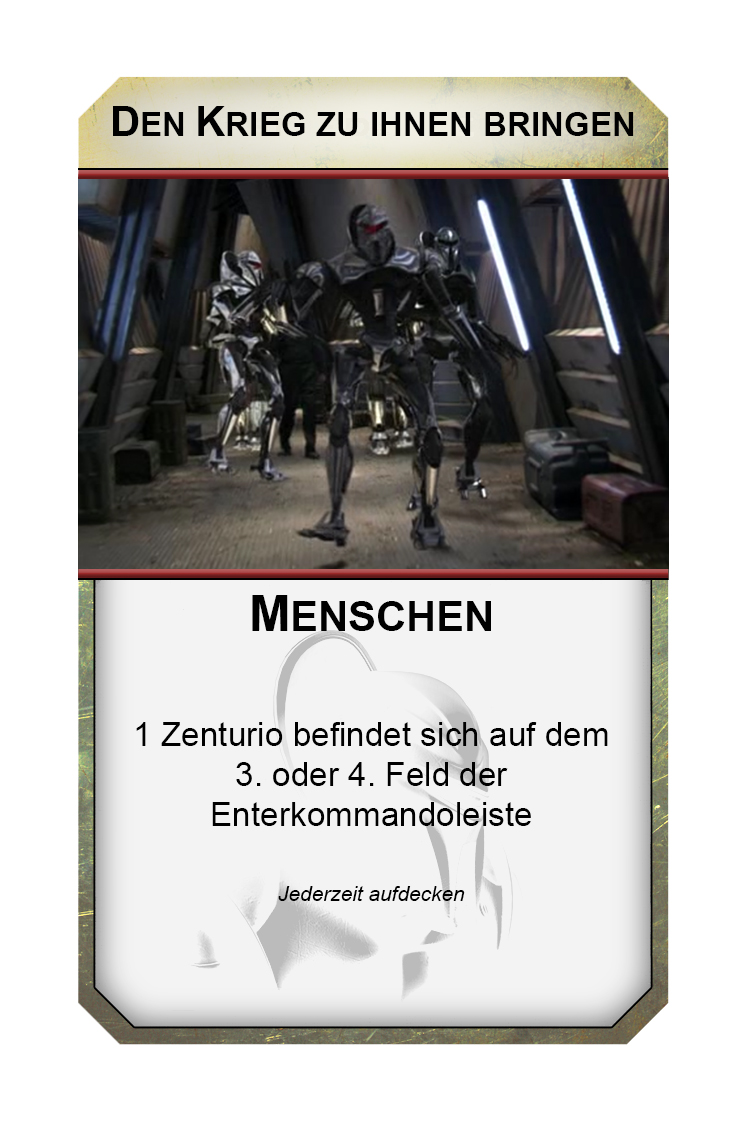 Den Krieg zu ihnen bringen
Menschen
1 Zenturio befindet sich auf dem
3. oder 4. Feld der
Enterkommandoleiste
Jederzeit aufdecken